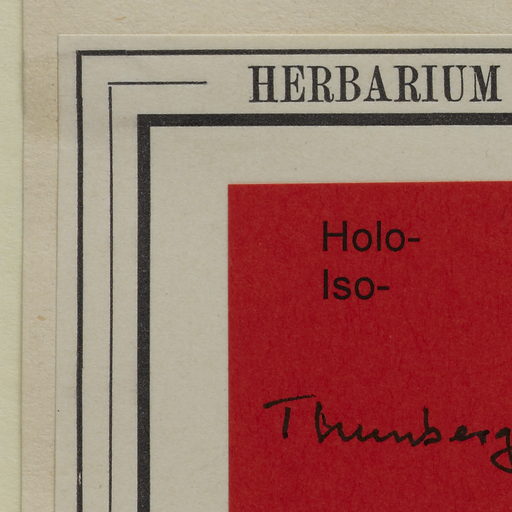 HERBARIUM
Holo-
Iso-
Thunberg